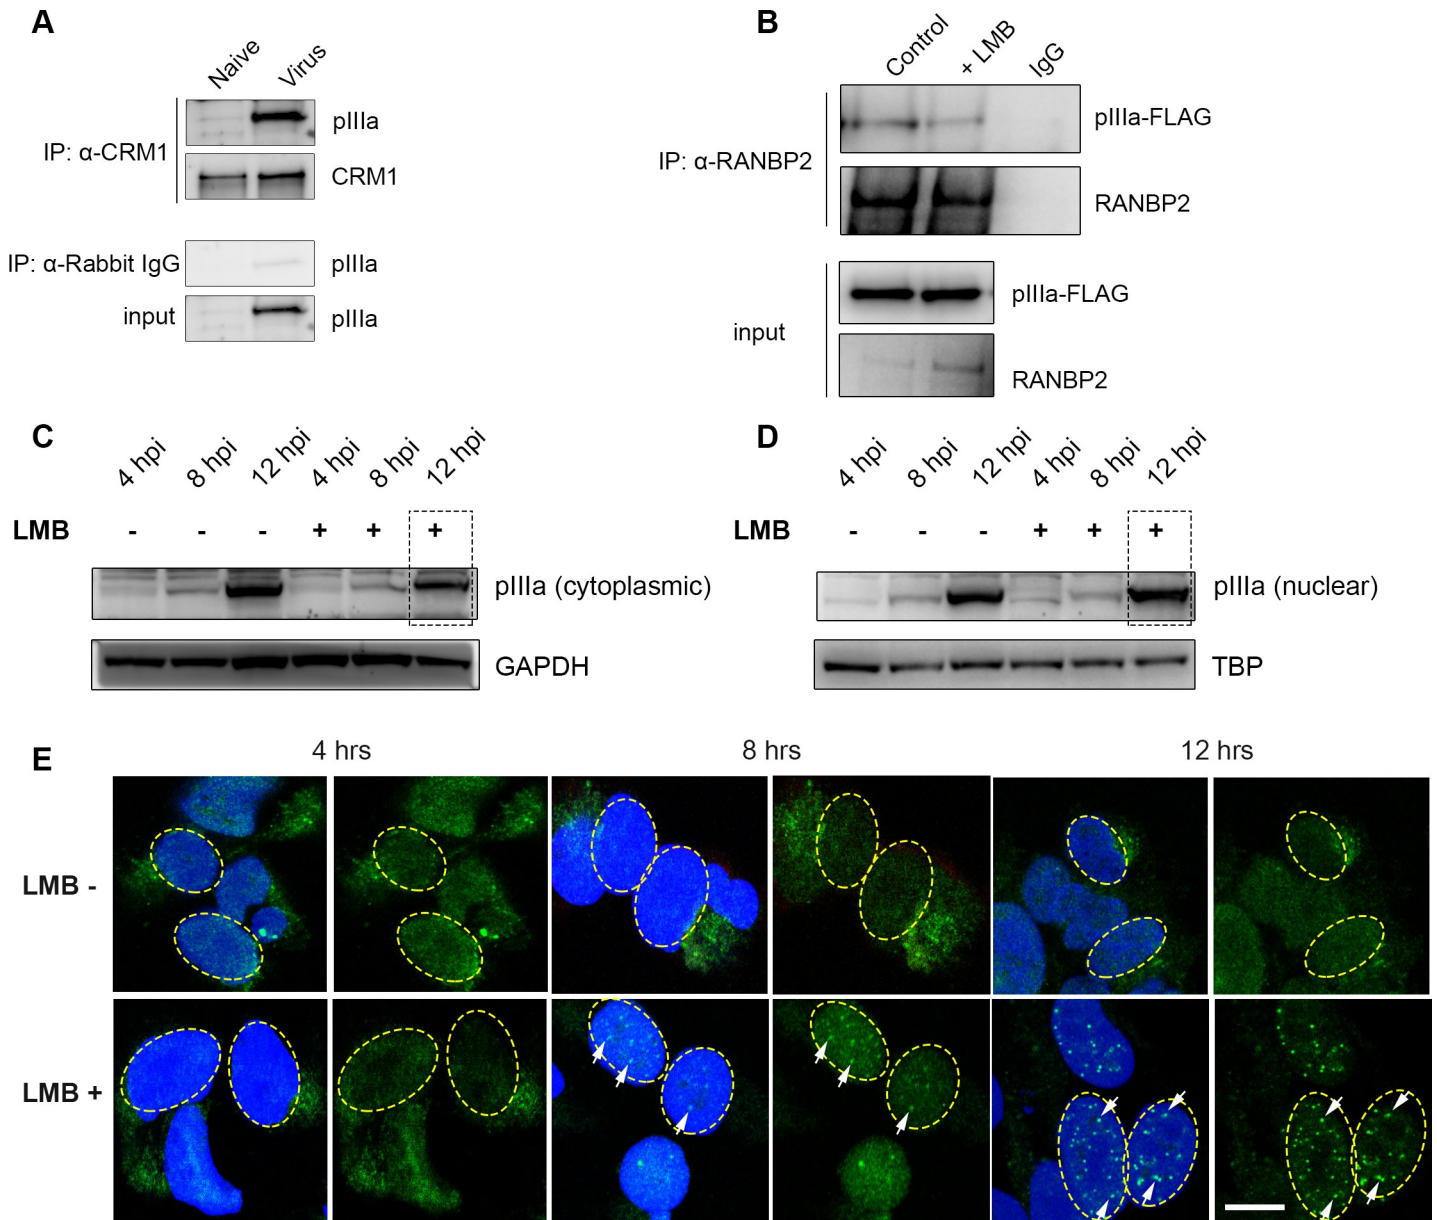 A
Naive Virus
IP: α-CRM1
pIIIa
CRM1
IP: α-Rabbit IgG
pIIIa
input
pIIIa
B
Control + LMB IgG
IP: α-RANBP2
pIIIa-FLAG
RANBP2
input
pIIIa-FLAG
RANBP2
C
4 hpi 8 hpi 12 hpi 4 hpi 8 hpi 12 hpi
LMB - - - + + +
pIIIa (cytoplasmic)
GAPDH
D
4 hpi 8 hpi 12 hpi 4 hpi 8 hpi 12 hpi
LMB - - - + + +
pIIIa (nuclear)
TBP
E
4 hrs 8 hrs 12 hrs
LMB -
LMB +